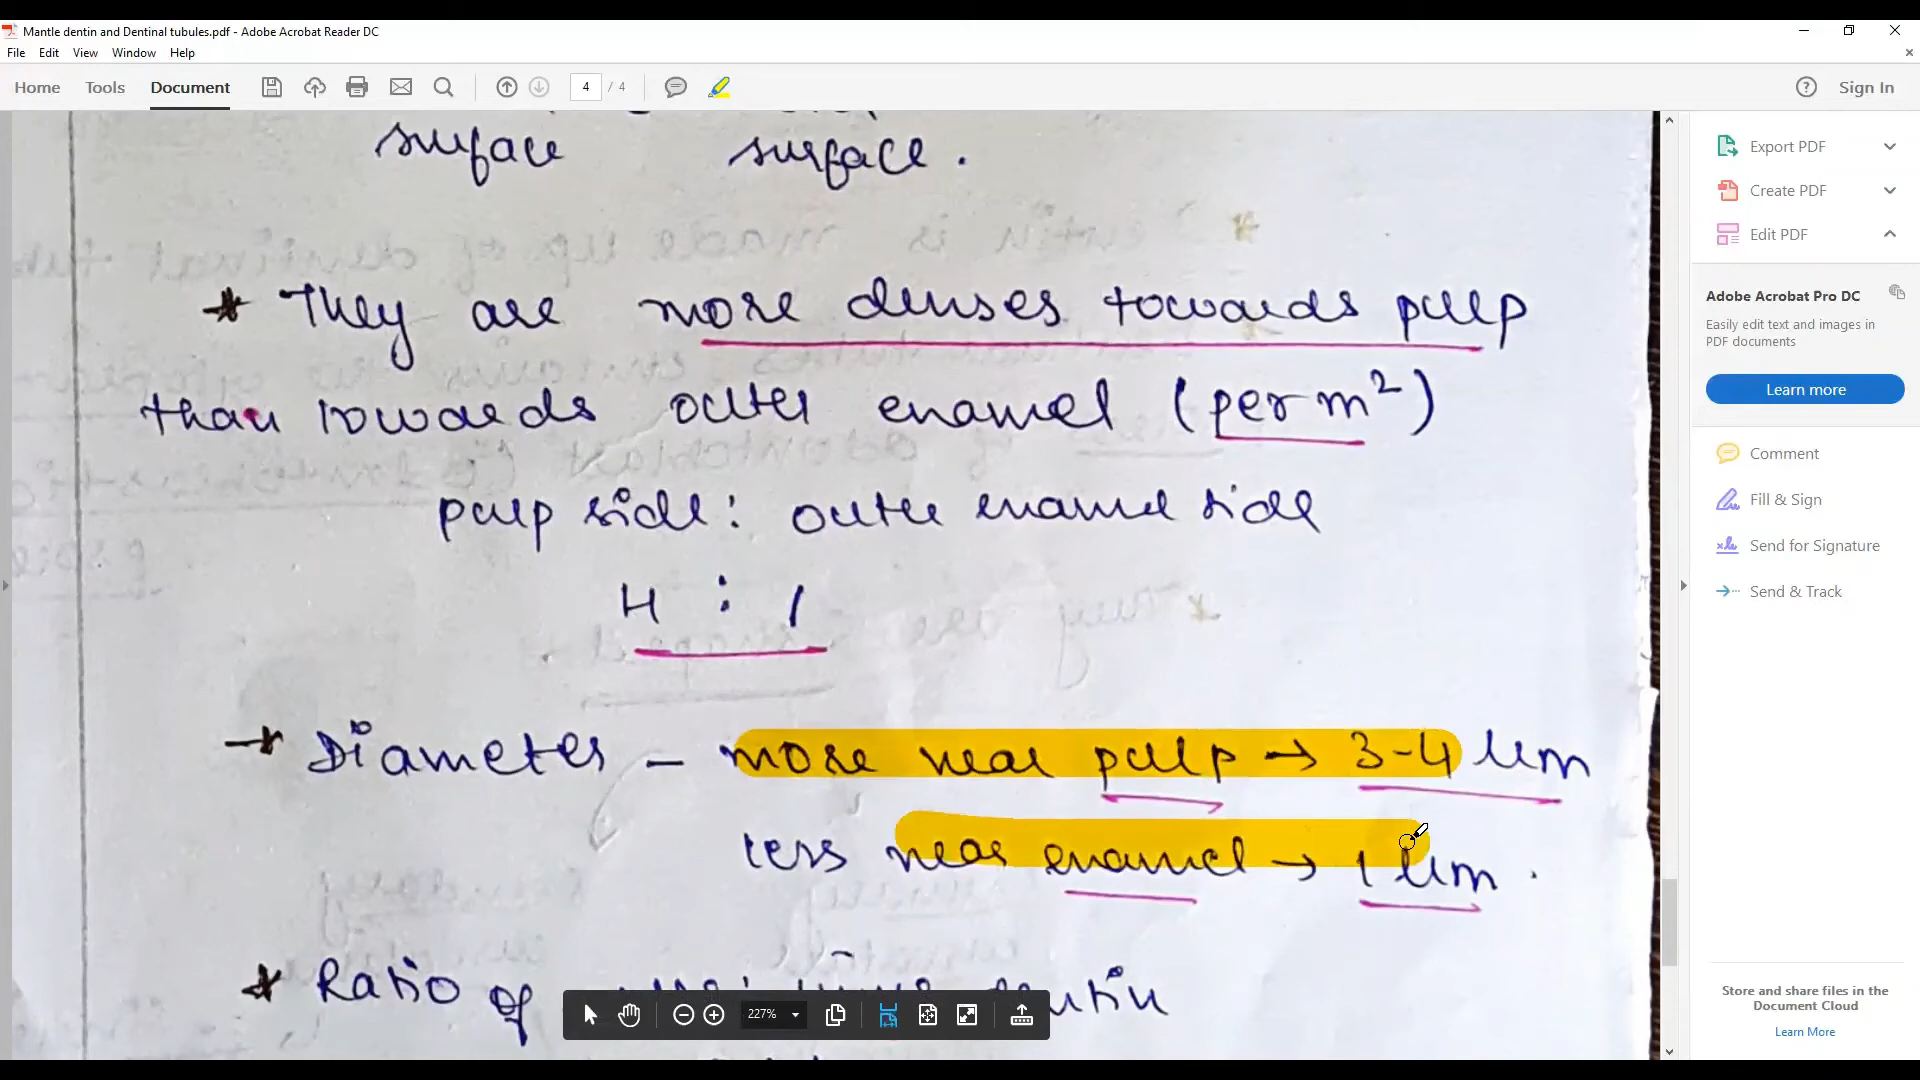 Mantle dentin and Dentinal tubules.pdf - Adobe Acrobat Reader DC
File Edit View Window Help
Home Tools Document 4 / 4 Sign In
surface surface.
* They are more denses towards pulp
than towards outer enamel (per m²)
pulp side : outer enamel side
4 : 1
→ Diameter - more near pulp → 3-4 um
less near enamel → 1 um.
* Ratio of dentin
227%
Export PDF
Create PDF
Edit PDF
Adobe Acrobat Pro DC
Easily edit text and images in
PDF documents
Learn more
Comment
Fill & Sign
Send for Signature
Send & Track
Store and share files in the
Document Cloud
Learn More